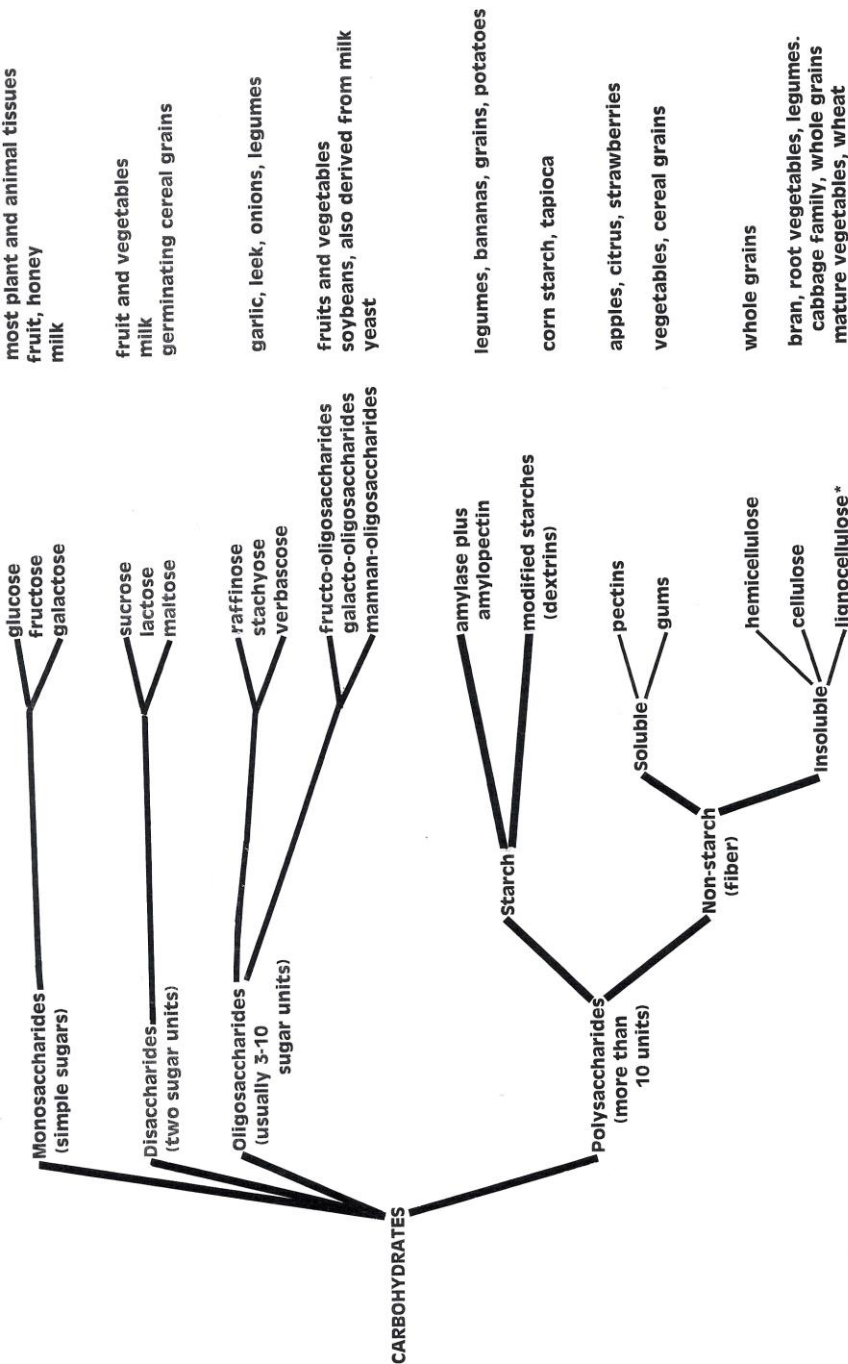 CARBOHYDRATES
Monosaccharides
(simple sugars)
glucose
fructose
galactose
most plant and animal tissues
fruit, honey
milk
Disaccharides
(two sugar units)
sucrose
lactose
maltose
fruit and vegetables
milk
germinating cereal grains
Oligosaccharides
(usually 3-10
sugar units)
raffinose
stachyose
verbascose
garlic, leek, onions, legumes
fructo-oligosaccharides
galacto-oligosaccharides
mannan-oligosaccharides
fruits and vegetables
soybeans, also derived from milk
yeast
Polysaccharides
(more than
10 units)
Starch
amylase plus
amylopectin
legumes, bananas, grains, potatoes
modified starches
(dextrins)
corn starch, tapioca
Non-starch
(fiber)
Soluble
pectins
apples, citrus, strawberries
gums
vegetables, cereal grains
Insoluble
hemicellulose
whole grains
cellulose
bran, root vegetables, legumes.
cabbage family, whole grains
lignocellulose*
mature vegetables, wheat